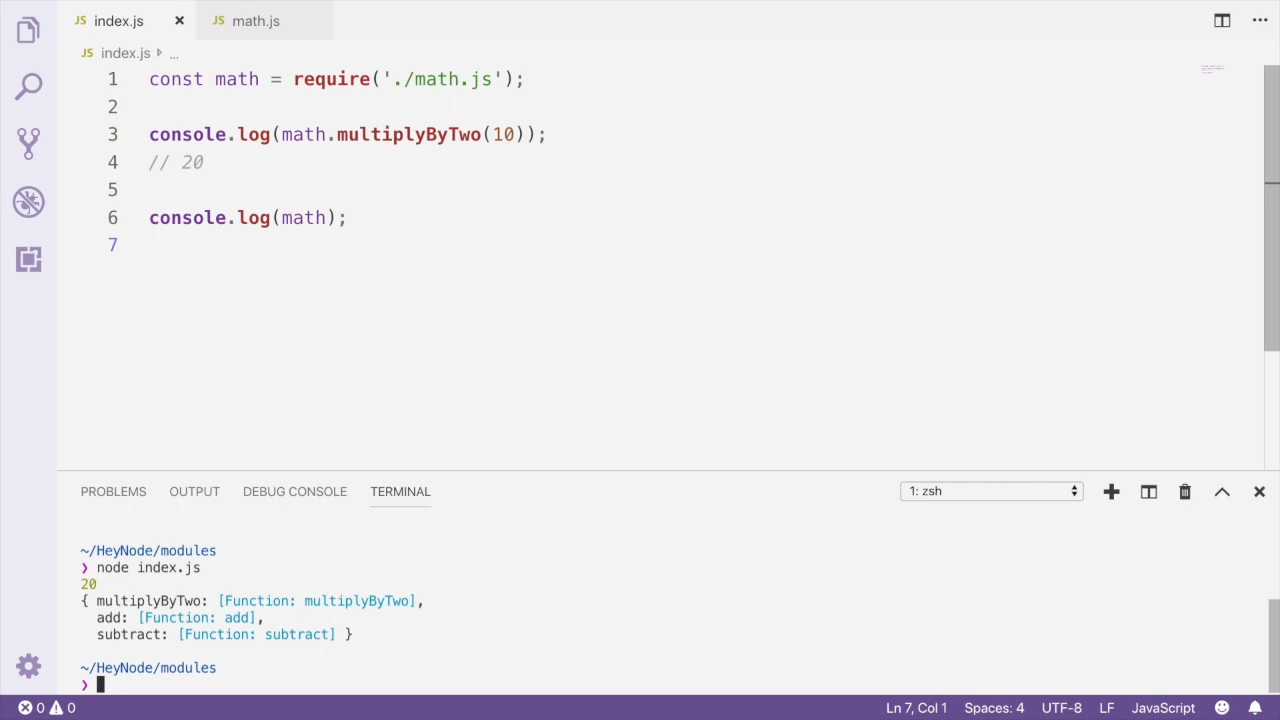 JS index.js × JS math.js
JS index.js ...
1 const math = require('./math.js');
2
3 console.log(math.multiplyByTwo(10));
4 // 20
5
6 console.log(math);
7
PROBLEMS OUTPUT DEBUG CONSOLE TERMINAL 1: zsh
~/HeyNode/modules
❯ node index.js
20
{ multiplyByTwo: [Function: multiplyByTwo],
add: [Function: add],
subtract: [Function: subtract] }
~/HeyNode/modules
❯
0 0 Ln 7, Col 1 Spaces: 4 UTF-8 LF JavaScript